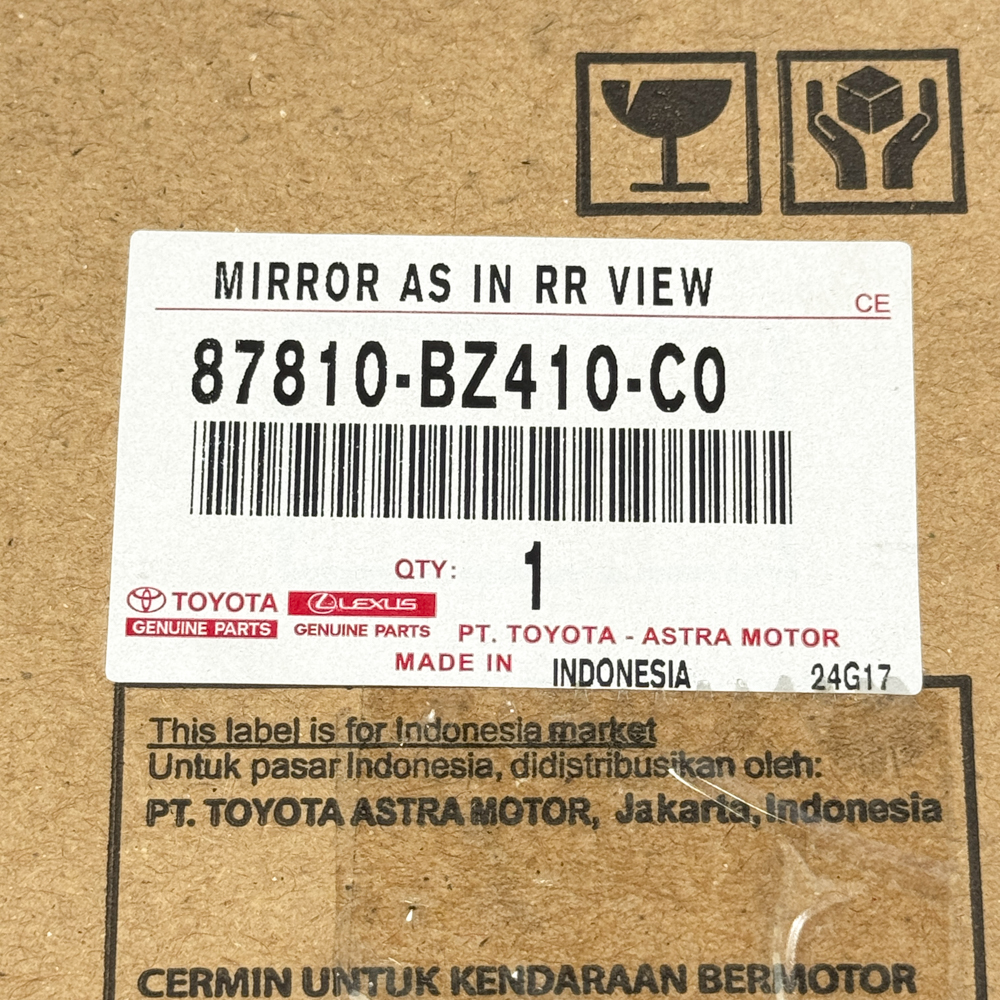 MIRROR AS IN RR VIEW
CE
87810-BZ410-C0
QTY: 1
TOYOTA LEXUS
GENUINE PARTS GENUINE PARTS PT. TOYOTA - ASTRA MOTOR
MADE IN INDONESIA 24G17
This label is for Indonesia market
Untuk pasar Indonesia, didistribusikan oleh:
PT. TOYOTA ASTRA MOTOR, Jakarta, Indonesia
CERMIN UNTUK KENDARAAN BERMOTOR